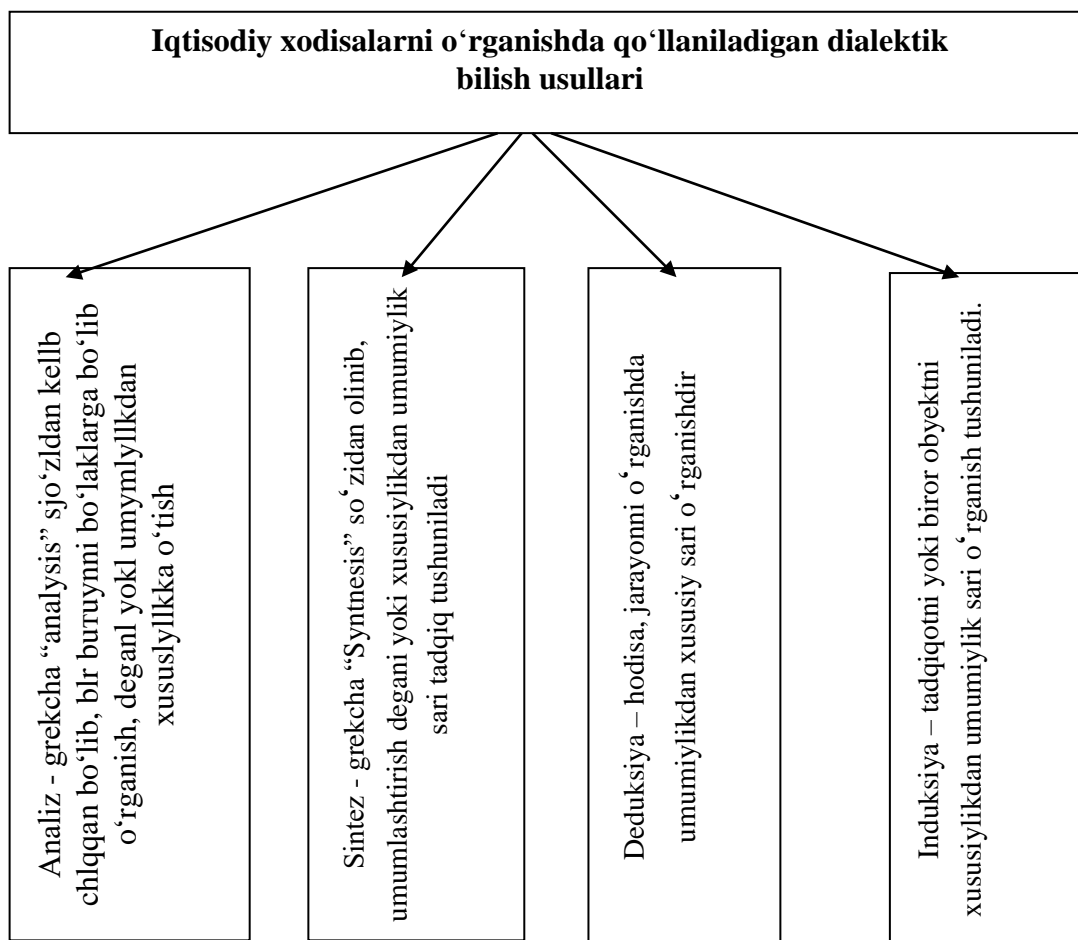 Iqtisodiy xodisalarni o‘rganishda qo‘llaniladigan dialektik
bilish usullari
Analiz - grekcha “analysis” sjo‘zldan kellb
chlqqan bo‘lib, blr butuynni bo‘laklarga bo‘lib
o‘rganish, deganl yokl umymlyllkdan
xususlyllkka o‘tish
Sintez - grekcha “Syntnesis” so‘zidan olinib,
umumlashtirish degani yoki xususiylikdan umumiylik
sari tadqiq tushuniladi
Deduksiya – hodisa, jarayonni o‘rganishda
umumiylikdan xususiy sari o‘rganishdir
Induksiya – tadqiqotni yoki biror obyektni
xususiylikdan umumiylik sari o‘rganish tushuniladi.